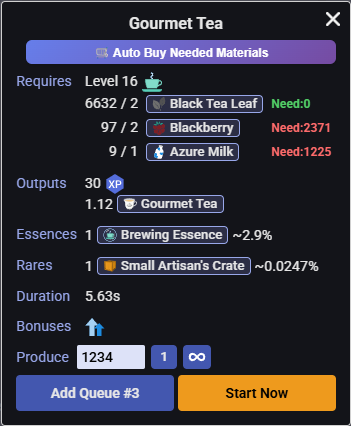 Gourmet Tea
Auto Buy Needed Materials
Requires Level 16
6632 / 2 Black Tea Leaf Need:0
97 / 2 Blackberry Need:2371
9 / 1 Azure Milk Need:1225
Outputs 30 XP
1.12 Gourmet Tea
Essences 1 Brewing Essence ~2.9%
Rares 1 Small Artisan's Crate ~0.0247%
Duration 5.63s
Bonuses
Produce 1234 1 ∞
Add Queue #3 Start Now